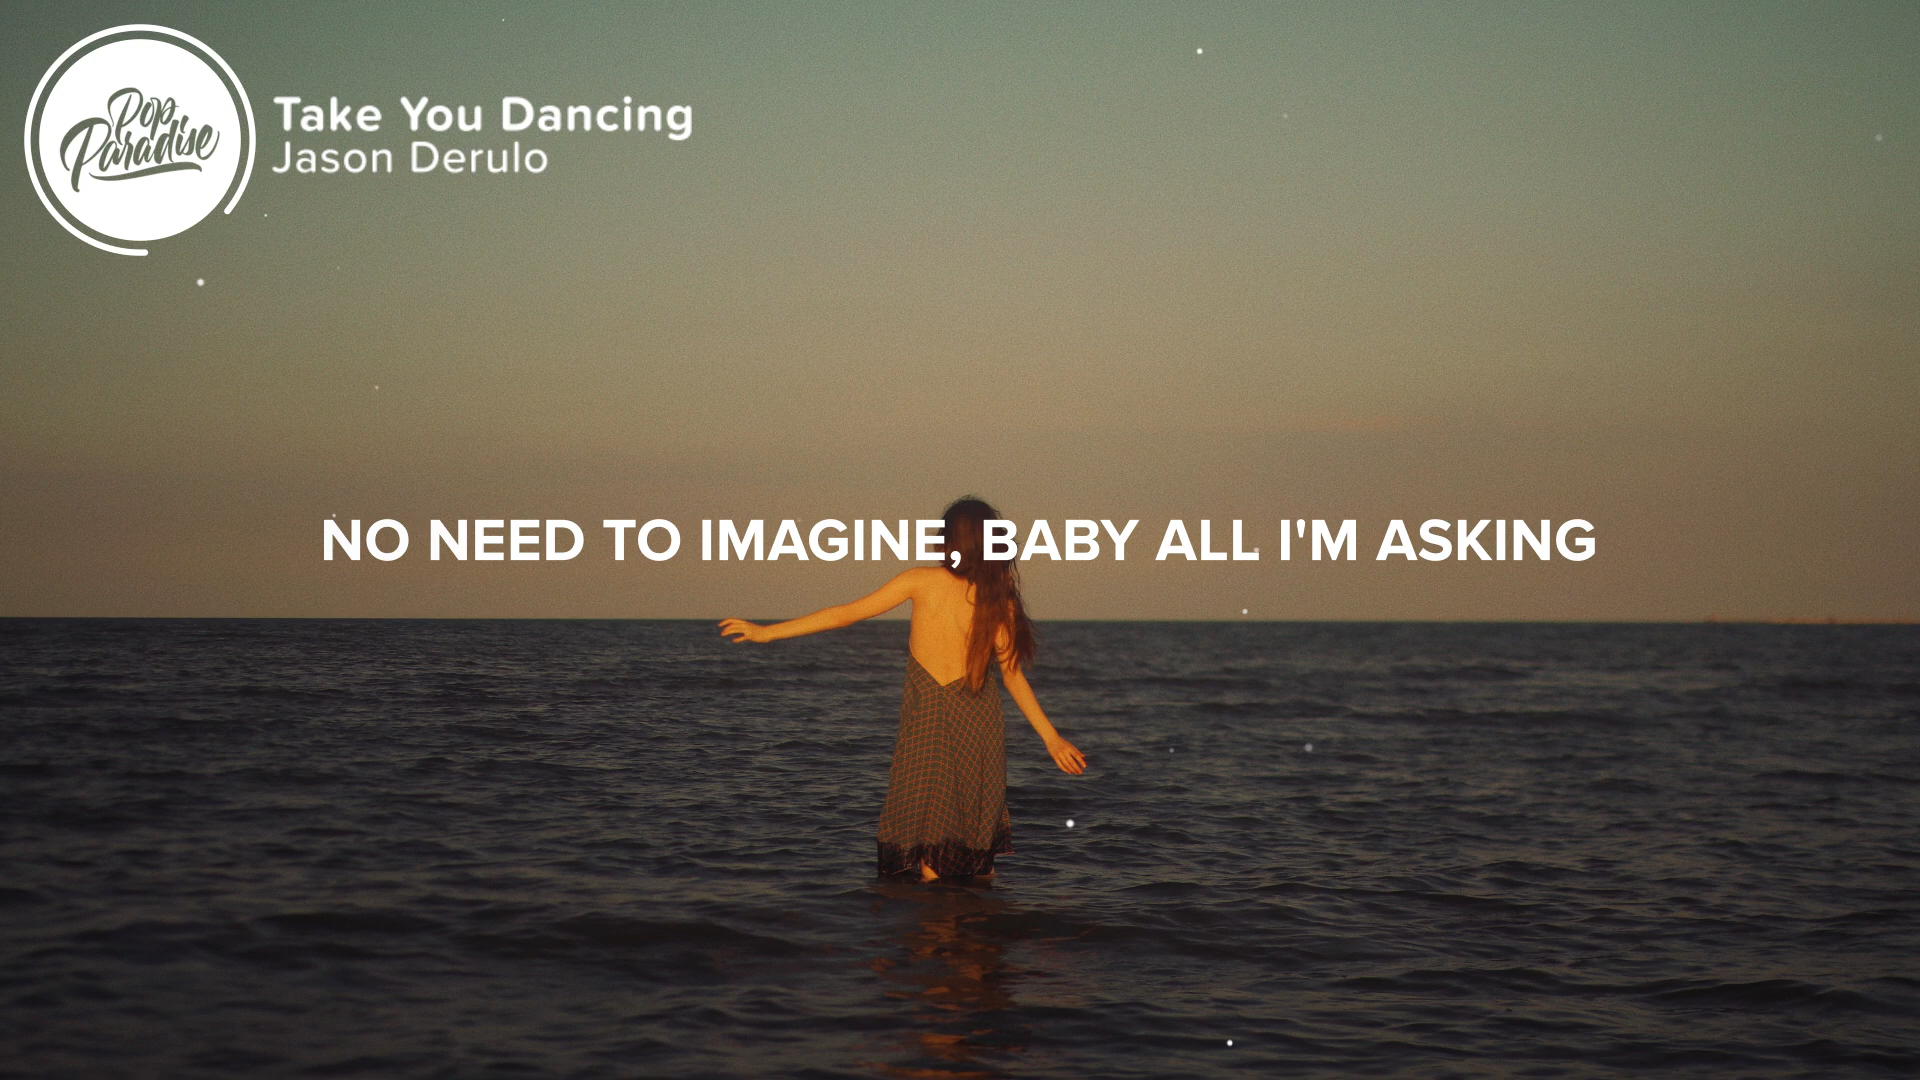 Pop
Paradise
Take You Dancing
Jason Derulo
NO NEED TO IMAGINE, BABY ALL I'M ASKING